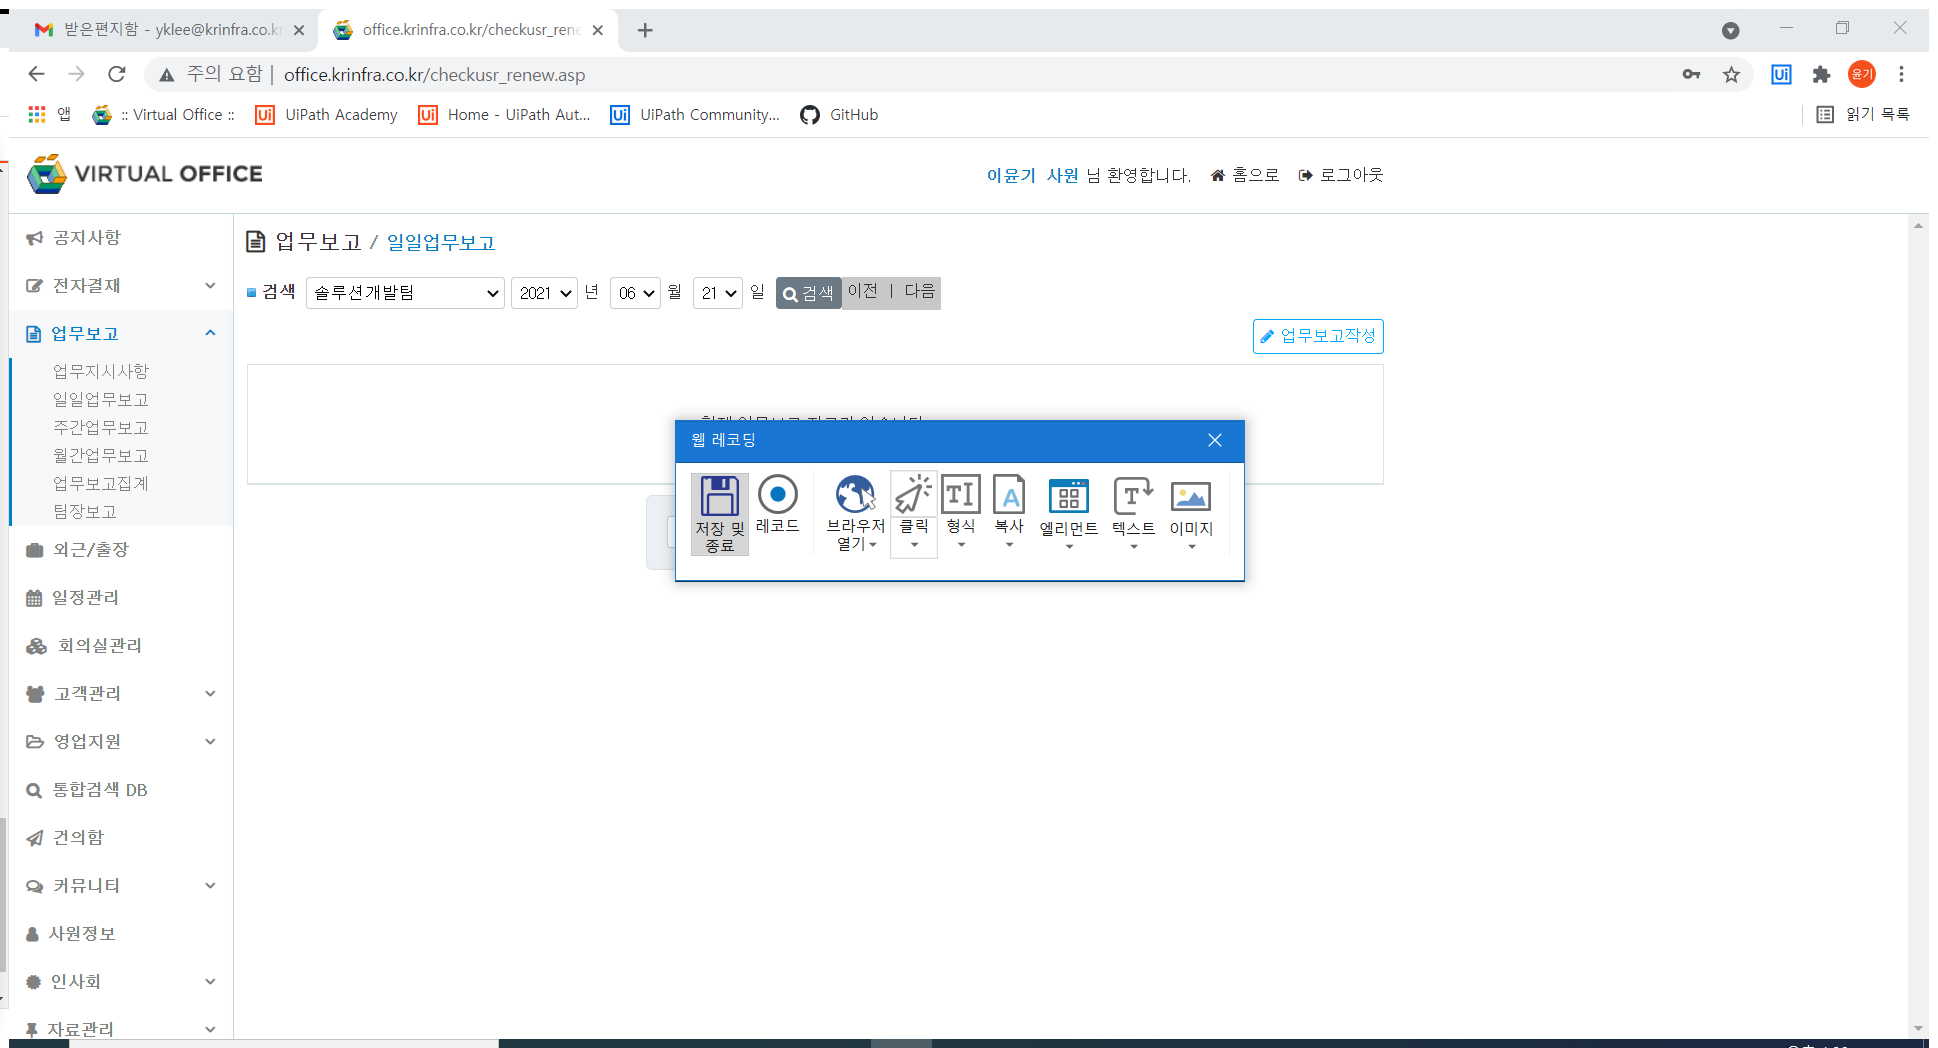 받은편지함 - yklee@krinfra.co.k
office.krinfra.co.kr/checkusr_rene
주의 요함 | office.krinfra.co.kr/checkusr_renew.asp
윤기
앱
:: Virtual Office ::
Ui UiPath Academy
Ui Home - UiPath Aut...
Ui UiPath Community...
GitHub
읽기 목록
VIRTUAL OFFICE
이윤기 사원 님 환영합니다. 홈으로 로그아웃
공지사항
전자결재
업무보고
업무지시사항
일일업무보고
주간업무보고
월간업무보고
업무보고집계
팀장보고
외근/출장
일정관리
회의실관리
고객관리
영업지원
통합검색 DB
건의함
커뮤니티
사원정보
인사회
자료관리
업무보고 / 일일업무보고
검색 솔루션개발팀 2021 년 06 월 21 일 검색 이전 | 다음
업무보고작성
웹 레코딩
저장 및 종료
레코드
브라우저 열기
클릭
형식
복사
엘리먼트
텍스트
이미지